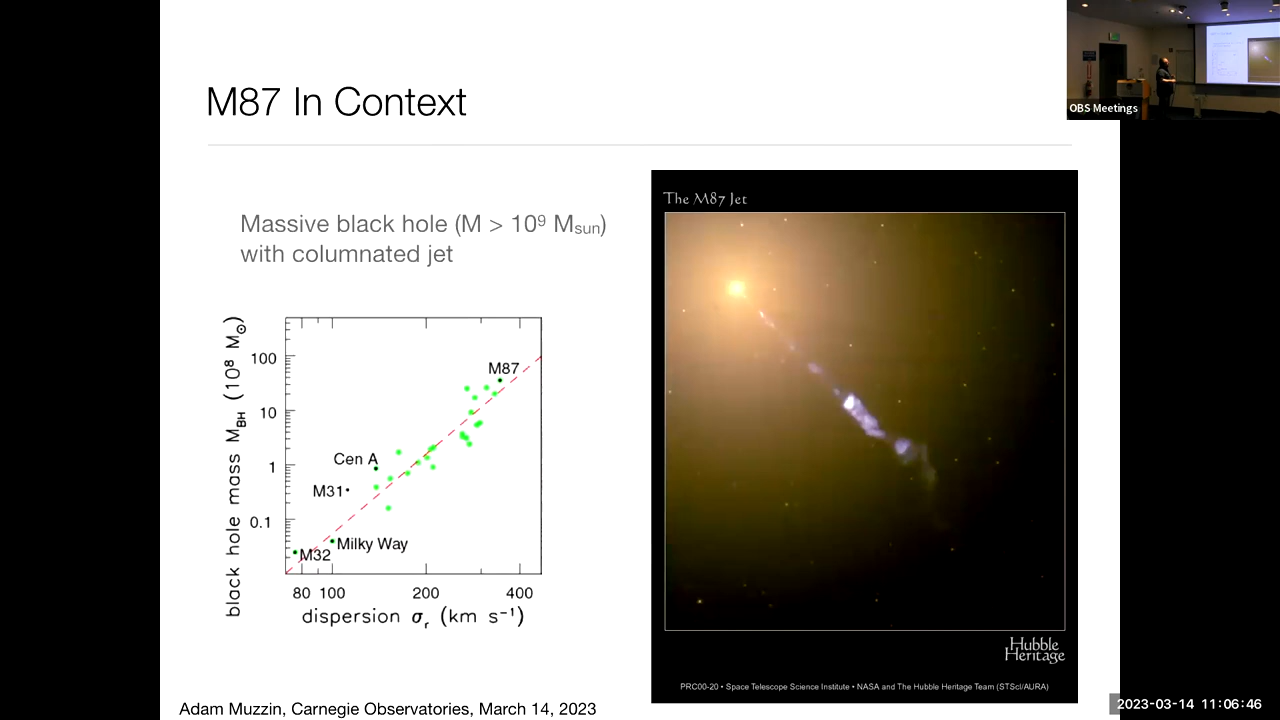 M87 In Context
OBS Meetings
Massive black hole (M > 10⁹ Msun)
with columnated jet
The M87 Jet
black hole mass M_BH (10⁸ M⊙)
100
10
1
0.1
M87
Cen A
M31
Milky Way
M32
80 100 200 400
dispersion σ_r (km s⁻¹)
Hubble
Heritage
PRC00-20 • Space Telescope Science Institute • NASA and The Hubble Heritage Team (STScI/AURA)
Adam Muzzin, Carnegie Observatories, March 14, 2023
2023-03-14 11:06:46